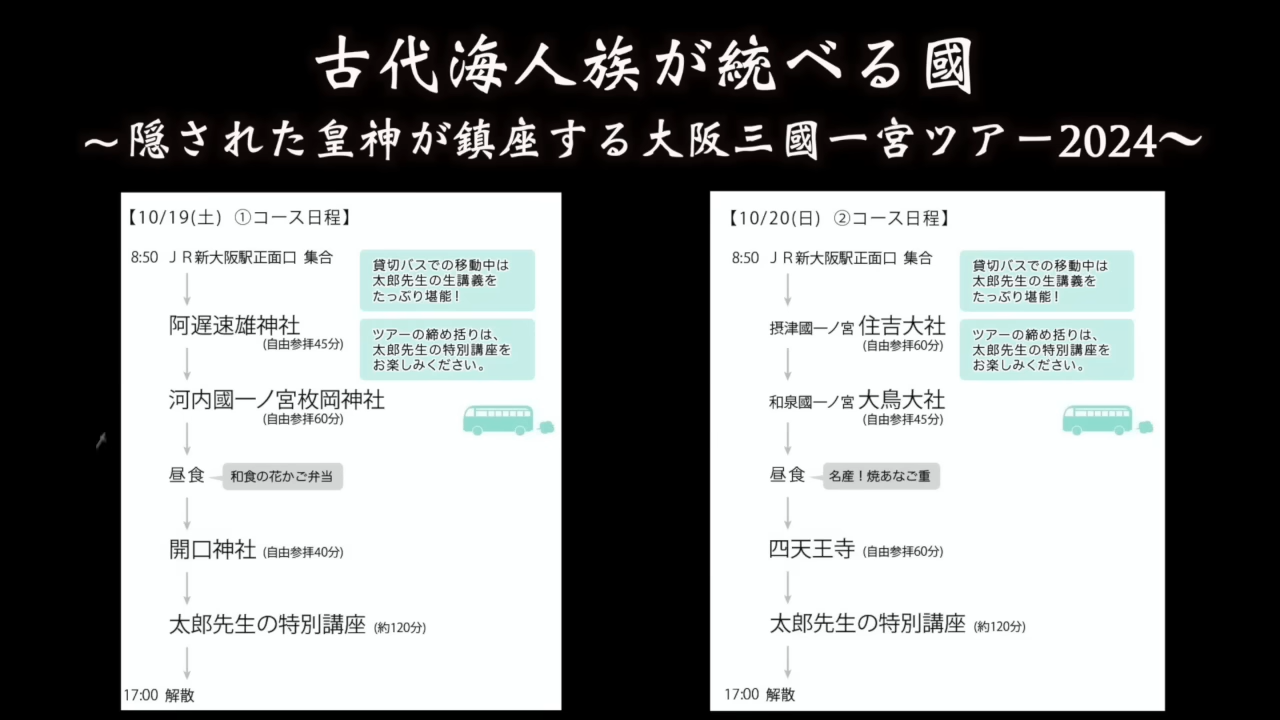 古代海人族が統べる國
～隠された皇神が鎮座する大阪三國一宮ツアー2024～
【10/19(土) ①コース日程】
8:50 ＪＲ新大阪駅正面口 集合
貸切バスでの移動中は
太郎先生の生講義を
たっぷり堪能！
阿遅速雄神社
(自由参拝45分)
ツアーの締め括りは、
太郎先生の特別講座を
お楽しみください。
河内國一ノ宮枚岡神社
(自由参拝60分)
昼食 和食の花かご弁当
開口神社 (自由参拝40分)
太郎先生の特別講座 (約120分)
17:00 解散
【10/20(日) ②コース日程】
8:50 ＪＲ新大阪駅正面口 集合
貸切バスでの移動中は
太郎先生の生講義を
たっぷり堪能！
摂津國一ノ宮 住吉大社
(自由参拝60分)
ツアーの締め括りは、
太郎先生の特別講座を
お楽しみください。
和泉國一ノ宮 大鳥大社
(自由参拝45分)
昼食 名産！焼あなご重
四天王寺 (自由参拝60分)
太郎先生の特別講座 (約120分)
17:00 解散